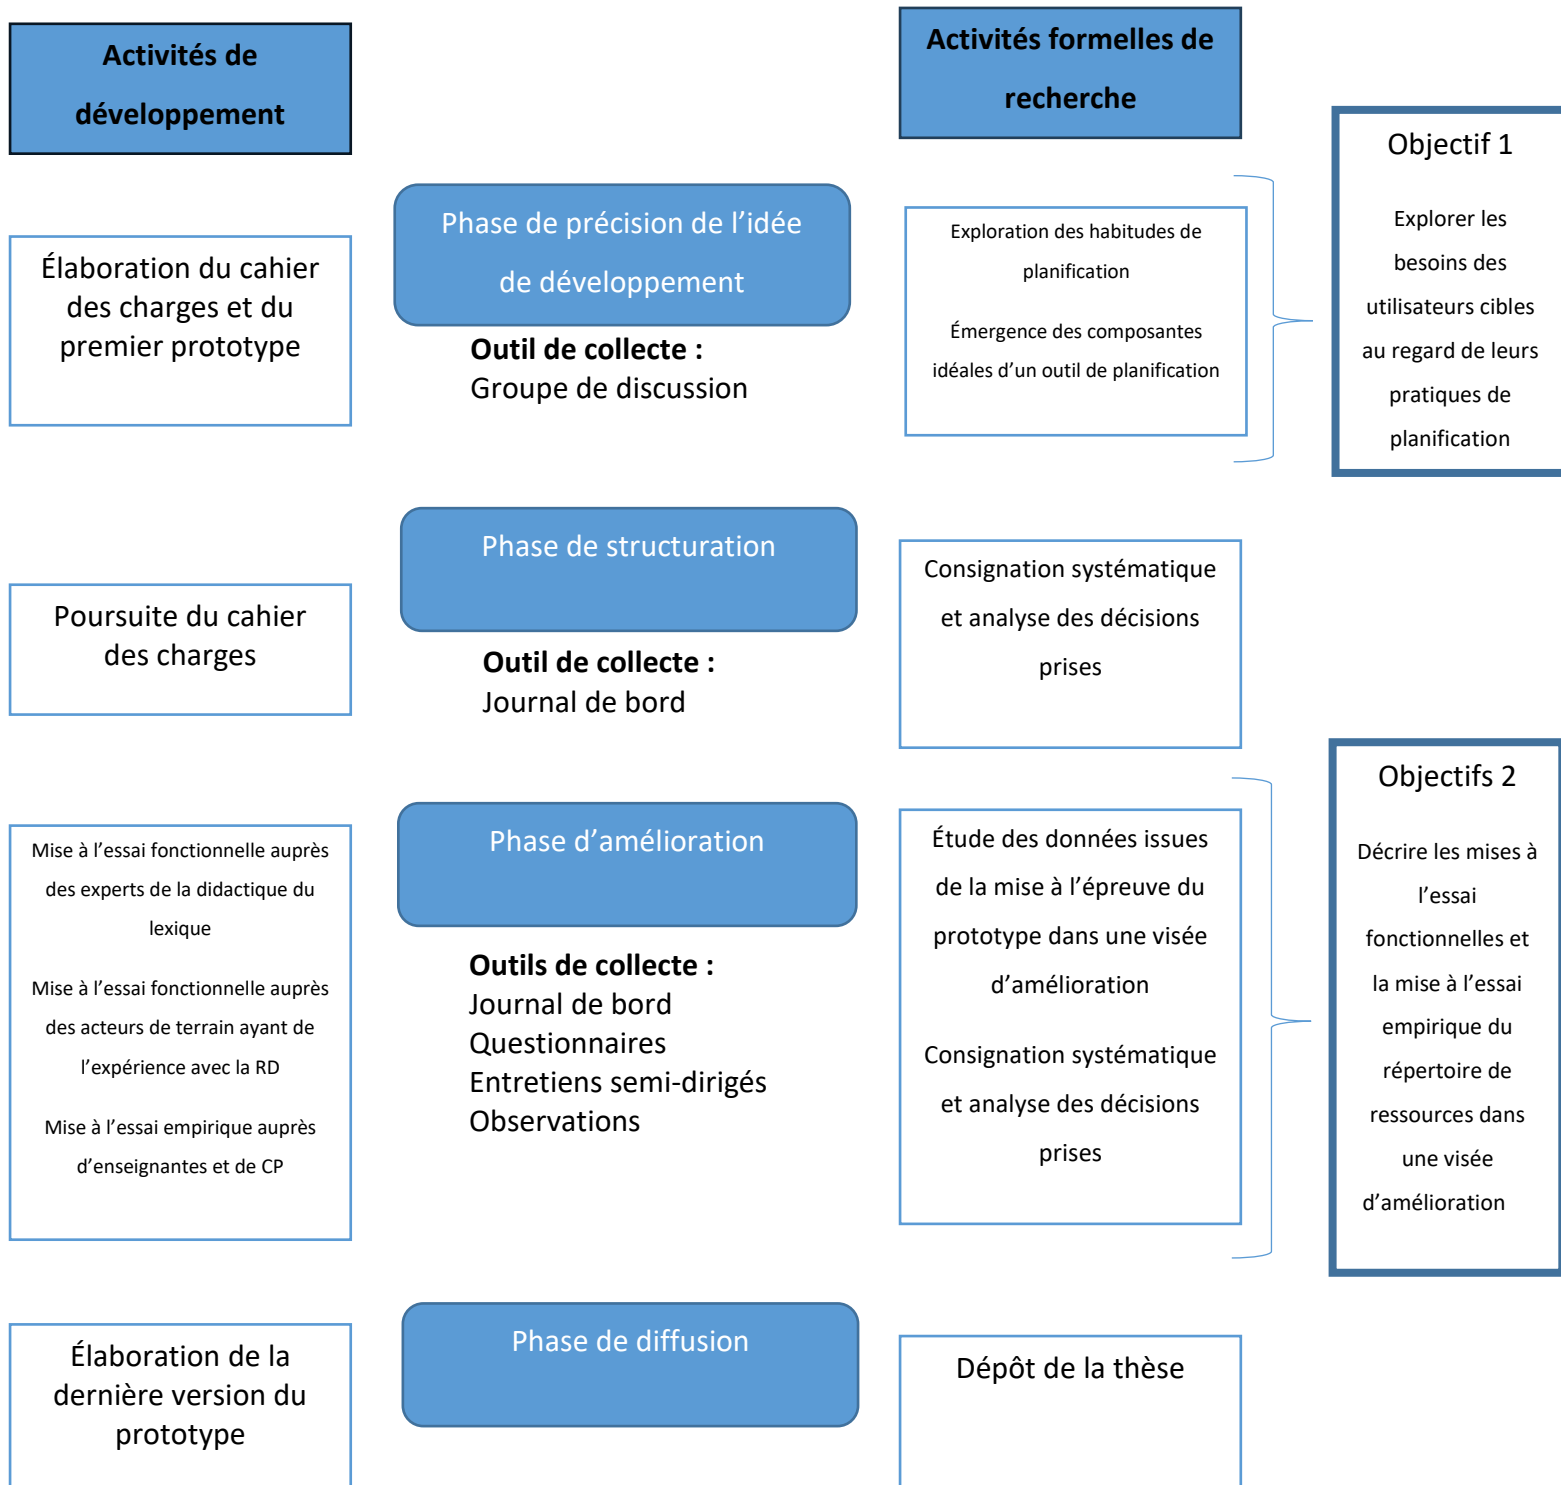 Activités de
développement
Activités formelles de
recherche
Élaboration du cahier
des charges et du
premier prototype
Phase de précision de l’idée
de développement
Outil de collecte :
Groupe de discussion
Exploration des habitudes de
planification
Émergence des composantes
idéales d’un outil de planification
Objectif 1
Explorer les
besoins des
utilisateurs cibles
au regard de leurs
pratiques de
planification
Poursuite du cahier
des charges
Phase de structuration
Outil de collecte :
Journal de bord
Consignation systématique
et analyse des décisions
prises
Mise à l’essai fonctionnelle auprès
des experts de la didactique du
lexique
Mise à l’essai fonctionnelle auprès
des acteurs de terrain ayant de
l’expérience avec la RD
Mise à l’essai empirique auprès
d’enseignantes et de CP
Phase d’amélioration
Outils de collecte :
Journal de bord
Questionnaires
Entretiens semi-dirigés
Observations
Étude des données issues
de la mise à l’épreuve du
prototype dans une visée
d’amélioration
Consignation systématique
et analyse des décisions
prises
Objectifs 2
Décrire les mises à
l’essai
fonctionnelles et
la mise à l’essai
empirique du
répertoire de
ressources dans
une visée
d’amélioration
Élaboration de la
dernière version du
prototype
Phase de diffusion
Dépôt de la thèse